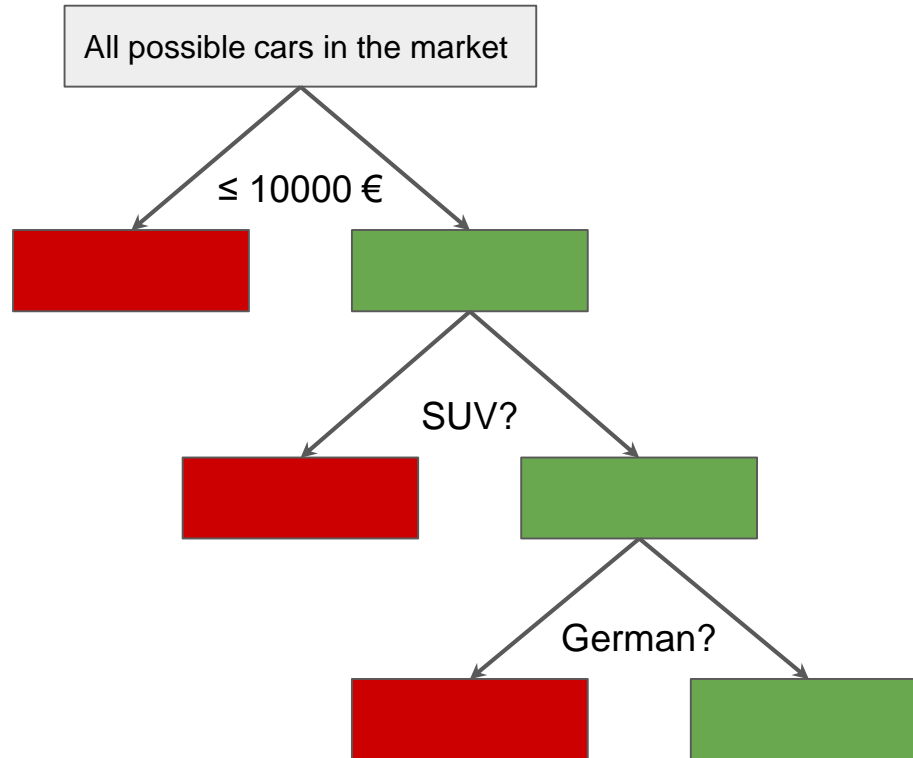 All possible cars in the market
≤ 10000 €
SUV?
German?